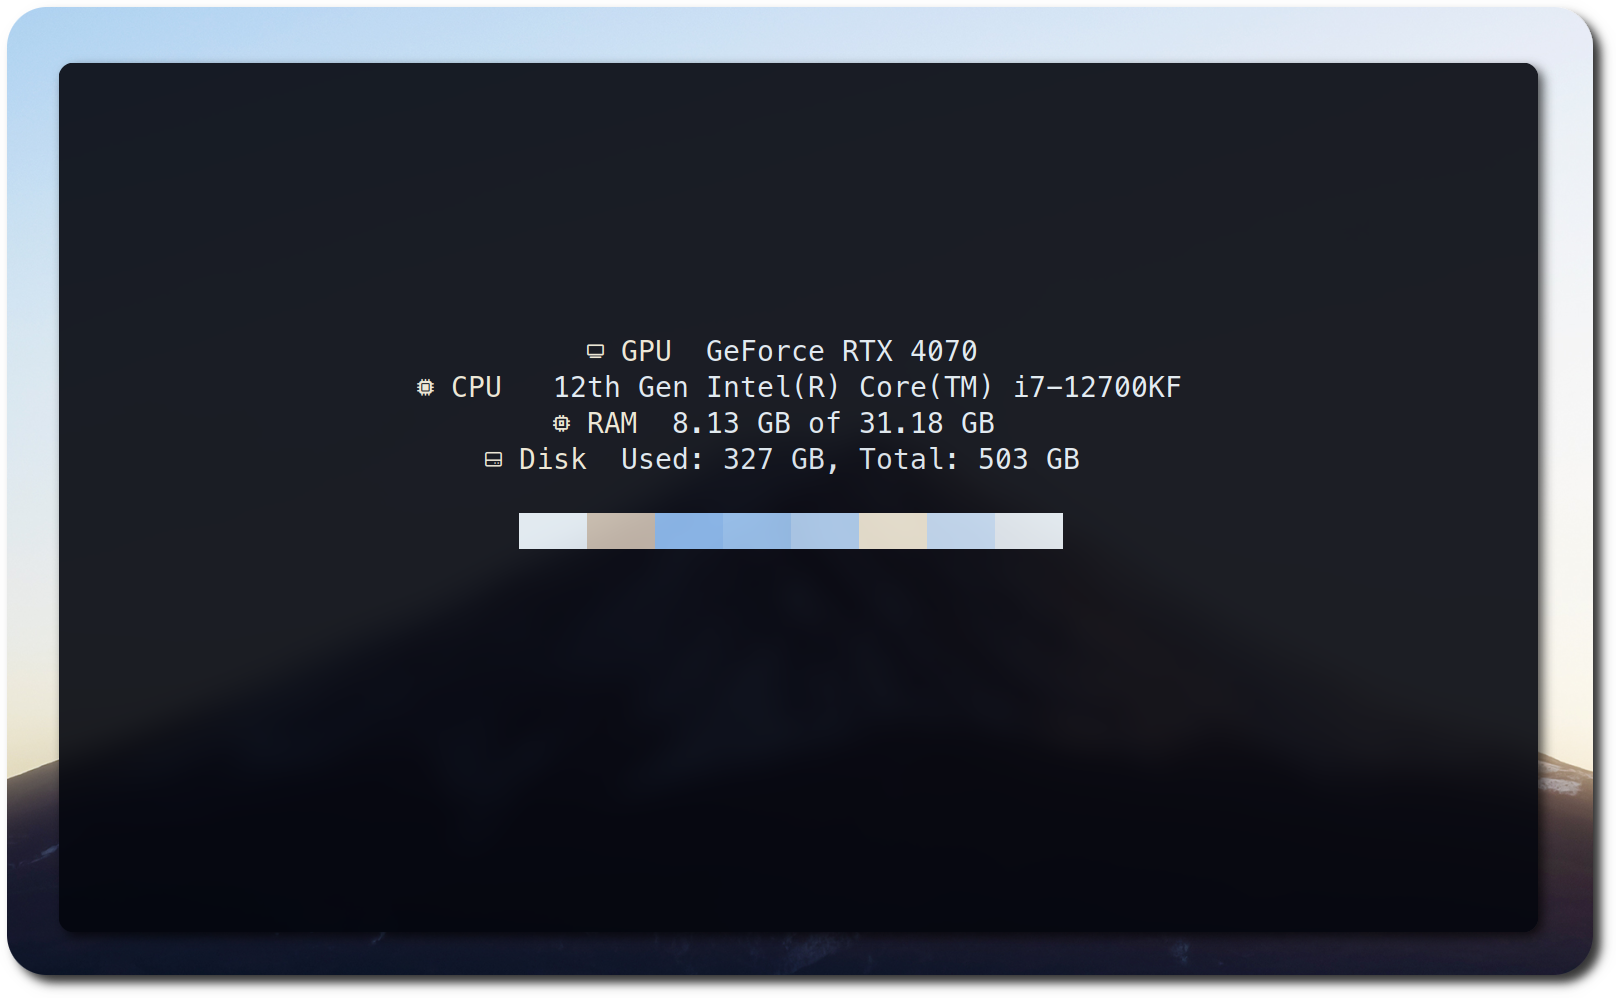 GPU  GeForce RTX 4070
CPU   12th Gen Intel(R) Core(TM) i7-12700KF
RAM  8.13 GB of 31.18 GB
Disk  Used: 327 GB, Total: 503 GB